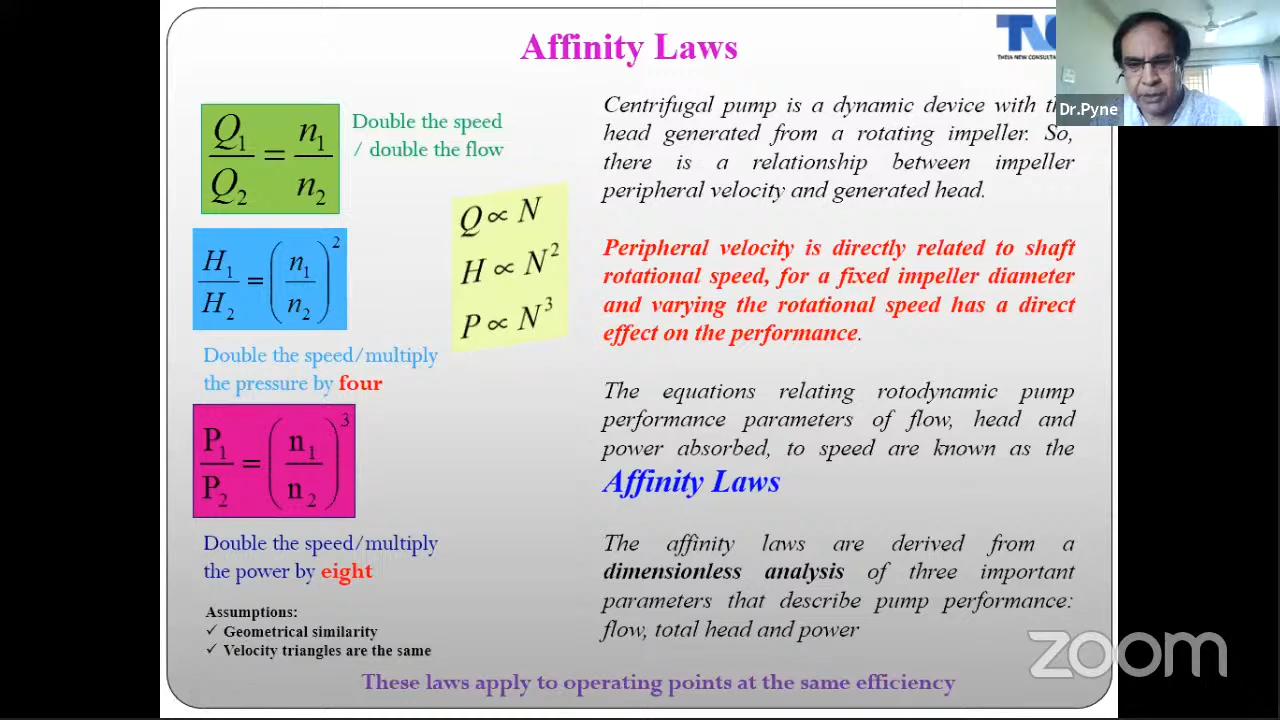 Affinity Laws
THEIA NEW CONSULTA
Dr.Pyne
Q₁/Q₂ = n₁/n₂
Double the speed
/ double the flow
H₁/H₂ = (n₁/n₂)²
Q ∝ N
H ∝ N²
P ∝ N³
Double the speed/multiply
the pressure by four
P₁/P₂ = (n₁/n₂)³
Double the speed/multiply
the power by eight
Assumptions:
✓ Geometrical similarity
✓ Velocity triangles are the same
Centrifugal pump is a dynamic device with
head generated from a rotating impeller. So,
there is a relationship between impeller
peripheral velocity and generated head.
Peripheral velocity is directly related to shaft
rotational speed, for a fixed impeller diameter
and varying the rotational speed has a direct
effect on the performance.
The equations relating rotodynamic pump
performance parameters of flow, head and
power absorbed, to speed are known as the
Affinity Laws
The affinity laws are derived from a
dimensionless analysis of three important
parameters that describe pump performance:
flow, total head and power
These laws apply to operating points at the same efficiency
zoom